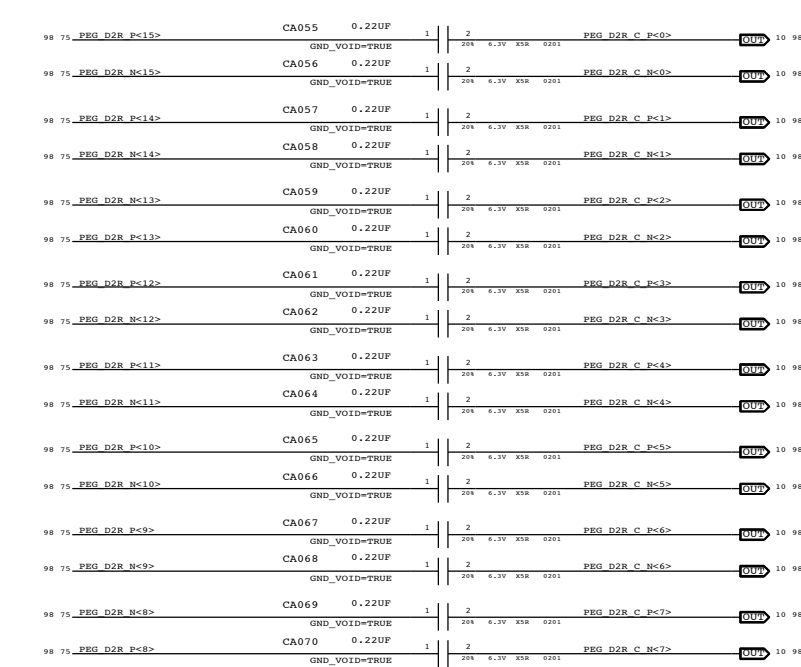 CA055 0.22UF
98 75 PEG_D2R_P<15> 1 2 PEG_D2R_C_P<0> OUT 10 98
GND_VOID=TRUE 20% 6.3V X5R 0201
CA056 0.22UF
98 75 PEG_D2R_N<15> 1 2 PEG_D2R_C_N<0> OUT 10 98
GND_VOID=TRUE 20% 6.3V X5R 0201
CA057 0.22UF
98 75 PEG_D2R_P<14> 1 2 PEG_D2R_C_P<1> OUT 10 98
GND_VOID=TRUE 20% 6.3V X5R 0201
CA058 0.22UF
98 75 PEG_D2R_N<14> 1 2 PEG_D2R_C_N<1> OUT 10 98
GND_VOID=TRUE 20% 6.3V X5R 0201
CA059 0.22UF
98 75 PEG_D2R_N<13> 1 2 PEG_D2R_C_P<2> OUT 10 98
GND_VOID=TRUE 20% 6.3V X5R 0201
CA060 0.22UF
98 75 PEG_D2R_P<13> 1 2 PEG_D2R_C_N<2> OUT 10 98
GND_VOID=TRUE 20% 6.3V X5R 0201
CA061 0.22UF
98 75 PEG_D2R_P<12> 1 2 PEG_D2R_C_P<3> OUT 10 98
GND_VOID=TRUE 20% 6.3V X5R 0201
CA062 0.22UF
98 75 PEG_D2R_N<12> 1 2 PEG_D2R_C_N<3> OUT 10 98
GND_VOID=TRUE 20% 6.3V X5R 0201
CA063 0.22UF
98 75 PEG_D2R_P<11> 1 2 PEG_D2R_C_P<4> OUT 10 98
GND_VOID=TRUE 20% 6.3V X5R 0201
CA064 0.22UF
98 75 PEG_D2R_N<11> 1 2 PEG_D2R_C_N<4> OUT 10 98
GND_VOID=TRUE 20% 6.3V X5R 0201
CA065 0.22UF
98 75 PEG_D2R_P<10> 1 2 PEG_D2R_C_P<5> OUT 10 98
GND_VOID=TRUE 20% 6.3V X5R 0201
CA066 0.22UF
98 75 PEG_D2R_N<10> 1 2 PEG_D2R_C_N<5> OUT 10 98
GND_VOID=TRUE 20% 6.3V X5R 0201
CA067 0.22UF
98 75 PEG_D2R_P<9> 1 2 PEG_D2R_C_P<6> OUT 10 98
GND_VOID=TRUE 20% 6.3V X5R 0201
CA068 0.22UF
98 75 PEG_D2R_N<9> 1 2 PEG_D2R_C_N<6> OUT 10 98
GND_VOID=TRUE 20% 6.3V X5R 0201
CA069 0.22UF
98 75 PEG_D2R_N<8> 1 2 PEG_D2R_C_P<7> OUT 10 98
GND_VOID=TRUE 20% 6.3V X5R 0201
CA070 0.22UF
98 75 PEG_D2R_P<8> 1 2 PEG_D2R_C_N<7> OUT 10 98
GND_VOID=TRUE 20% 6.3V X5R 0201